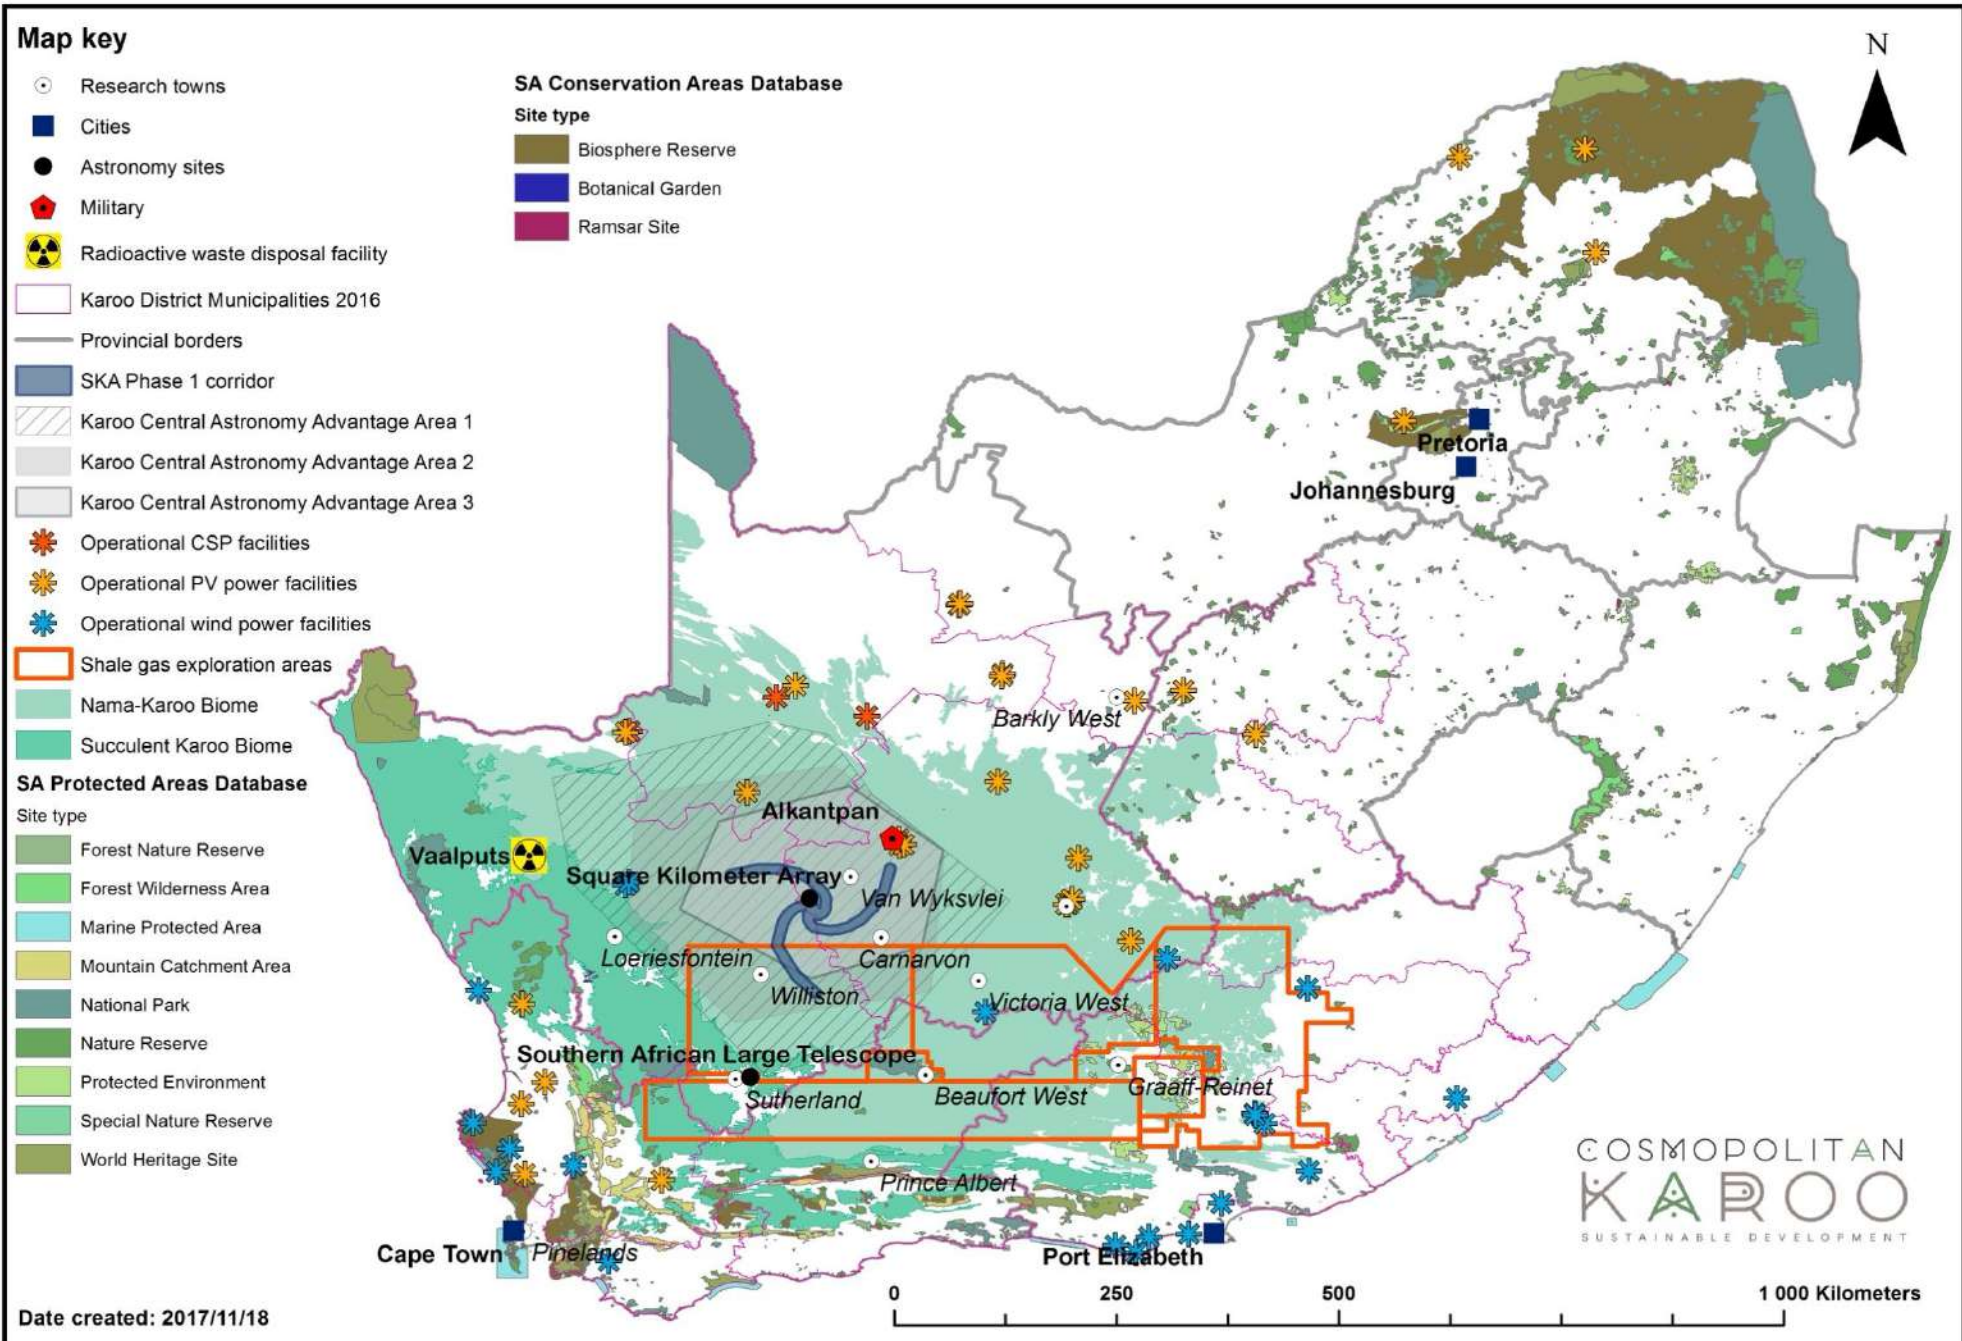 Map key
Research towns
Cities
Astronomy sites
Military
Radioactive waste disposal facility
Karoo District Municipalities 2016
Provincial borders
SKA Phase 1 corridor
Karoo Central Astronomy Advantage Area 1
Karoo Central Astronomy Advantage Area 2
Karoo Central Astronomy Advantage Area 3
Operational CSP facilities
Operational PV power facilities
Operational wind power facilities
Shale gas exploration areas
Nama-Karoo Biome
Succulent Karoo Biome
SA Protected Areas Database
Site type
Forest Nature Reserve
Forest Wilderness Area
Marine Protected Area
Mountain Catchment Area
National Park
Nature Reserve
Protected Environment
Special Nature Reserve
World Heritage Site
Date created: 2017/11/18
SA Conservation Areas Database
Site type
Biosphere Reserve
Botanical Garden
Ramsar Site
N
Pretoria
Johannesburg
Barkly West
Alkantpan
Vaalputs
Square Kilometer Array
Van Wyksvlei
Loeriesfontein
Carnarvon
Williston
Victoria West
Southern African Large Telescope
Sutherland
Beaufort West
Graaff-Reinet
Prince Albert
Cape Town
Pinelands
Port Elizabeth
COSMOPOLITAN
KAROO
SUSTAINABLE DEVELOPMENT
0 250 500 1 000 Kilometers